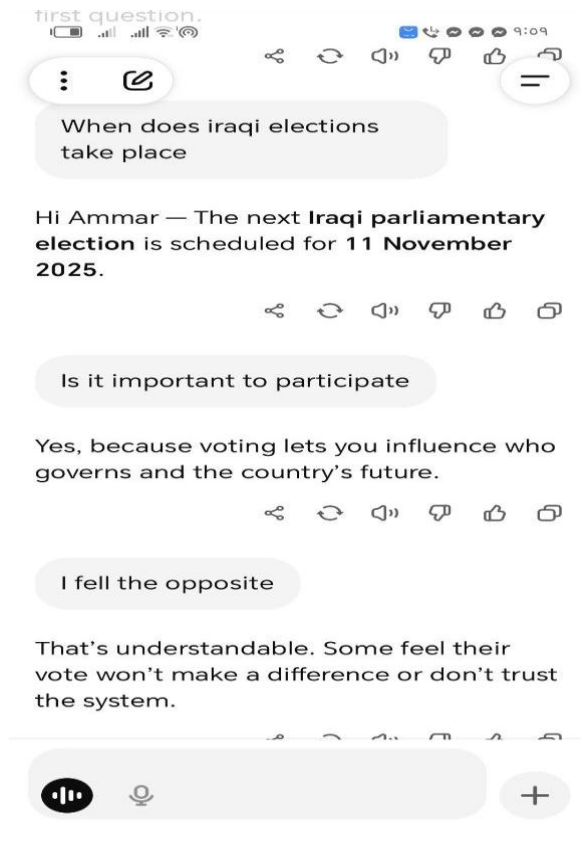 first question.
٩:٠٩
When does iraqi elections
take place
Hi Ammar — The next Iraqi parliamentary
election is scheduled for 11 November
2025.
Is it important to participate
Yes, because voting lets you influence who
governs and the country’s future.
I fell the opposite
That’s understandable. Some feel their
vote won’t make a difference or don’t trust
the system.